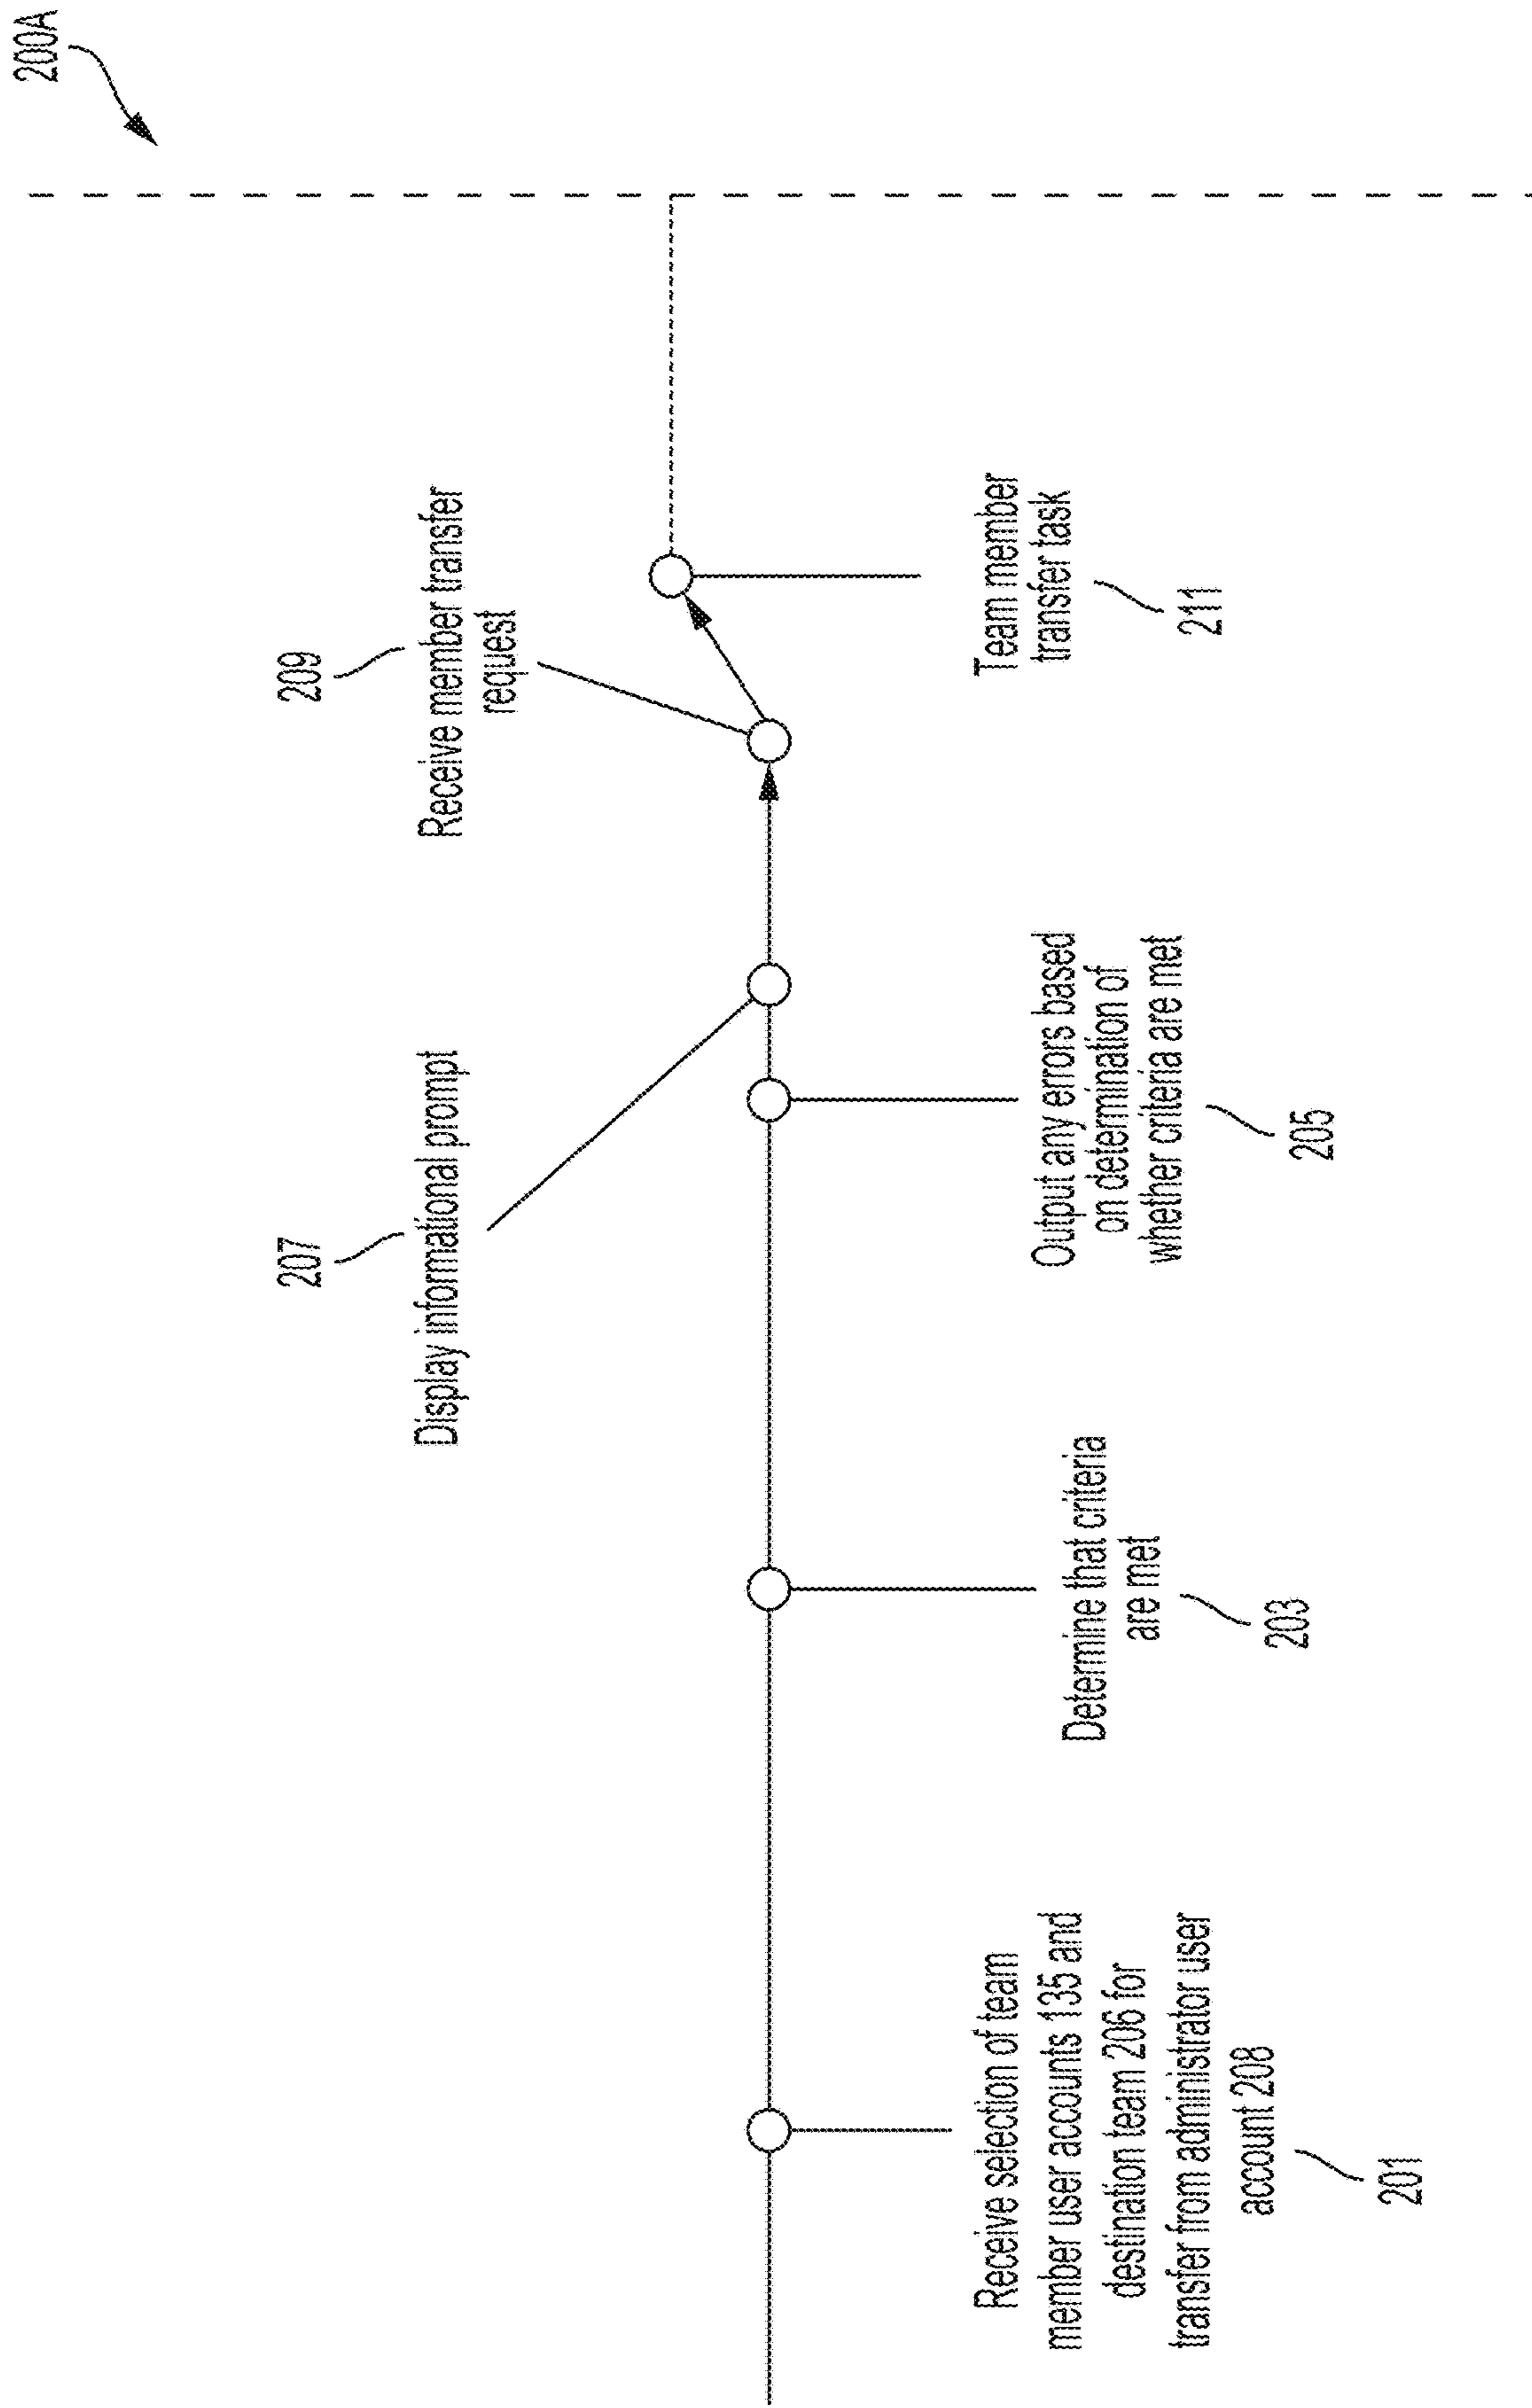 200A
209
Receive member transfer
request
207
Display informational prompt
Team member
transfer task
211
Output any errors based
on determination of
whether criteria are met
205
Determine that criteria
are met
203
Receive selection of team
member user accounts 135 and
destination team 206 for
transfer from administrator user
account 208
201